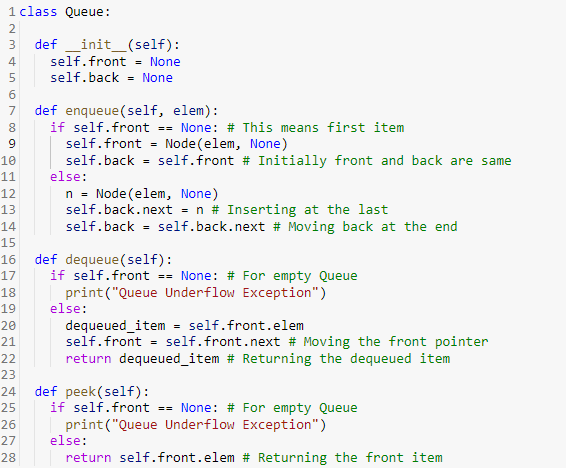 1 class Queue:
2
3   def __init__(self):
4     self.front = None
5     self.back = None
6
7   def enqueue(self, elem):
8     if self.front == None: # This means first item
9       self.front = Node(elem, None)
10       self.back = self.front # Initially front and back are same
11     else:
12       n = Node(elem, None)
13       self.back.next = n # Inserting at the last
14       self.back = self.back.next # Moving back at the end
15
16   def dequeue(self):
17     if self.front == None: # For empty Queue
18       print("Queue Underflow Exception")
19     else:
20       dequeued_item = self.front.elem
21       self.front = self.front.next # Moving the front pointer
22       return dequeued_item # Returning the dequeued item
23
24   def peek(self):
25     if self.front == None: # For empty Queue
26       print("Queue Underflow Exception")
27     else:
28       return self.front.elem # Returning the front item